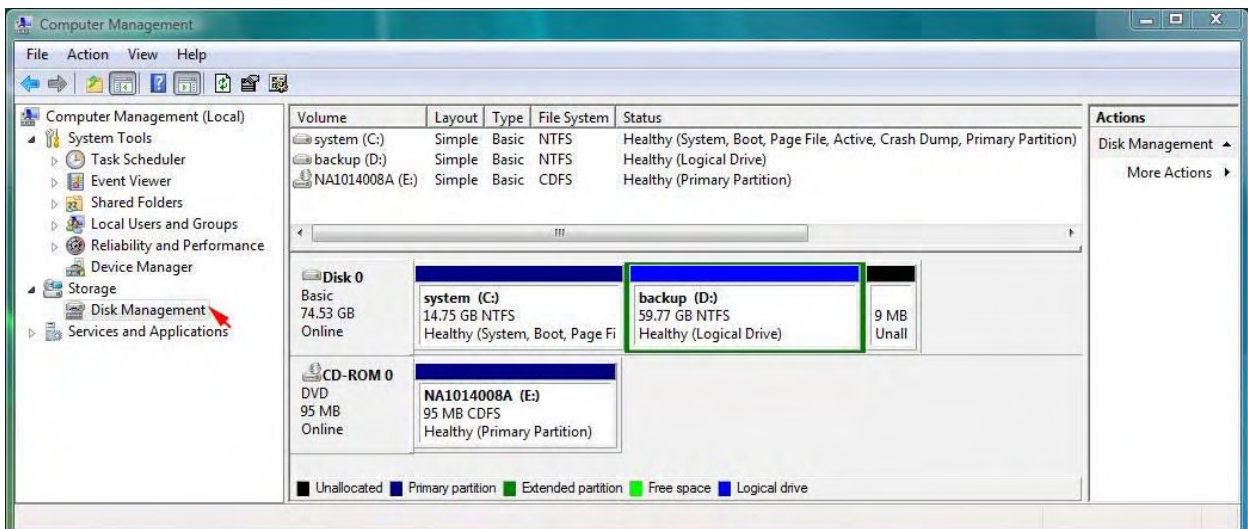 Computer Management
File Action View Help
Computer Management (Local)
System Tools
Task Scheduler
Event Viewer
Shared Folders
Local Users and Groups
Reliability and Performance
Device Manager
Storage
Disk Management
Services and Applications
Volume Layout Type File System Status
system (C:) Simple Basic NTFS Healthy (System, Boot, Page File, Active, Crash Dump, Primary Partition)
backup (D:) Simple Basic NTFS Healthy (Logical Drive)
NA1014008A (E:) Simple Basic CDFS Healthy (Primary Partition)
Disk 0
Basic
74.53 GB
Online
system (C:)
14.75 GB NTFS
Healthy (System, Boot, Page Fi
backup (D:)
59.77 GB NTFS
Healthy (Logical Drive)
9 MB
Unall
CD-ROM 0
DVD
95 MB
Online
NA1014008A (E:)
95 MB CDFS
Healthy (Primary Partition)
Unallocated Primary partition Extended partition Free space Logical drive
Actions
Disk Management
More Actions